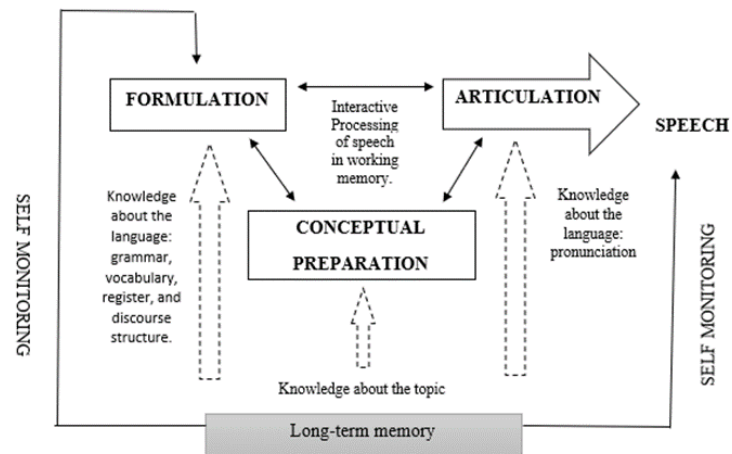 FORMULATION
ARTICULATION
SPEECH
Interactive
Processing
of speech
in working
memory.
Knowledge
about the
language:
grammar,
vocabulary,
register, and
discourse
structure.
CONCEPTUAL
PREPARATION
Knowledge
about the
language:
pronunciation
SELF MONITORING
SELF MONITORING
Knowledge about the topic
Long-term memory